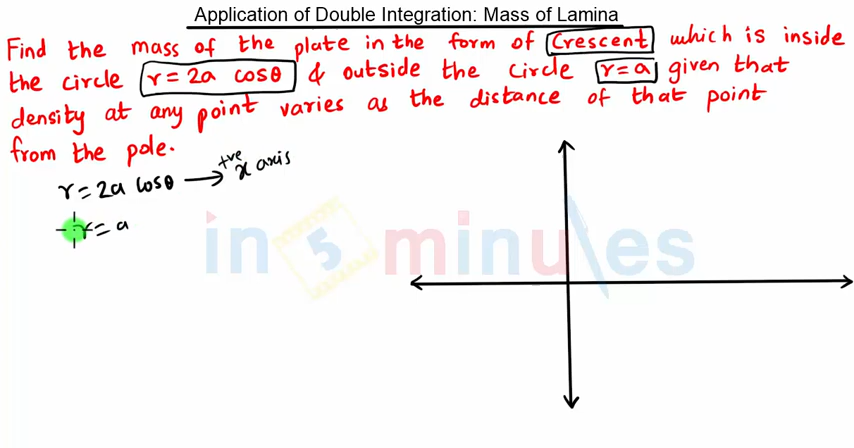 Application of Double Integration: Mass of Lamina
Find the mass of the plate in the form of Crescent which is inside
the circle r = 2a cosθ & outside the circle r = a given that
density at any point varies as the distance of that point
from the pole.
r = 2a cosθ → +ve x axis
r = a
in 5 minutes